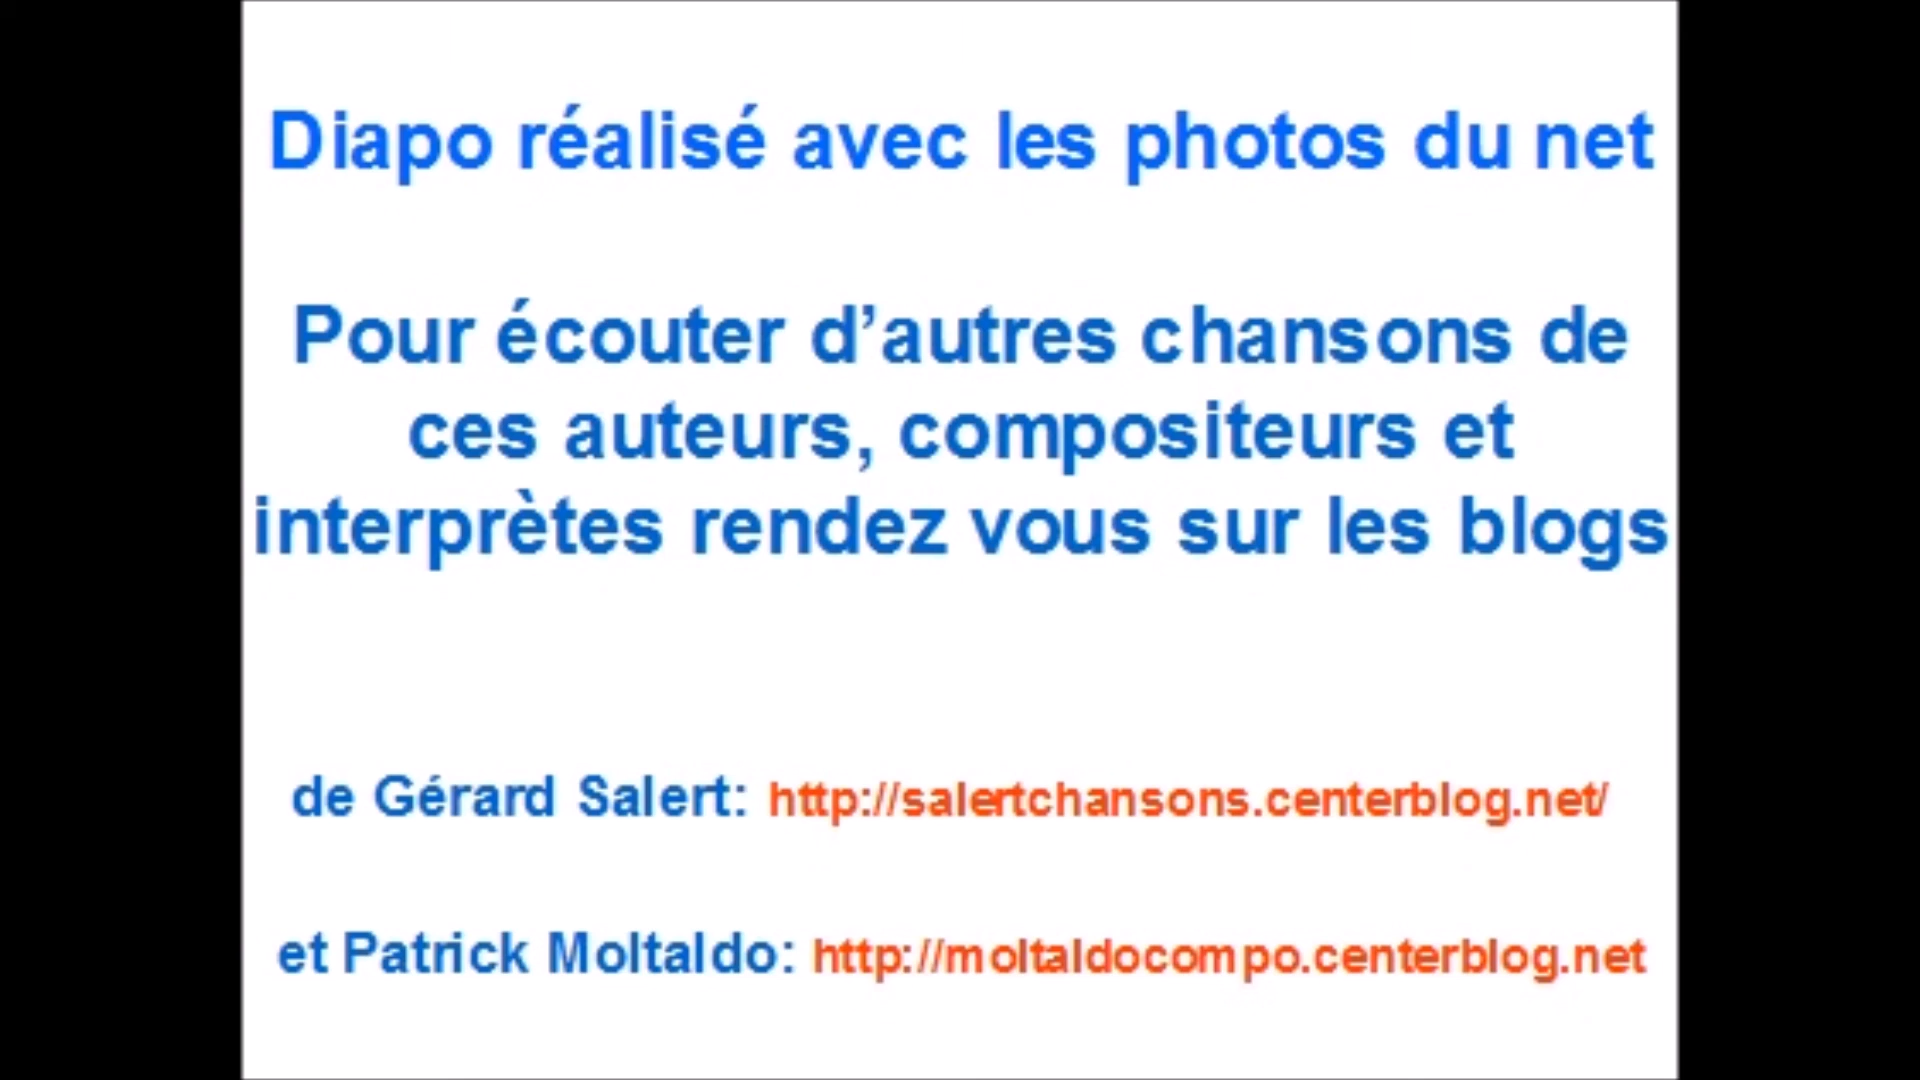 Diapo réalisé avec les photos du net
Pour écouter d’autres chansons de
ces auteurs, compositeurs et
interprètes rendez vous sur les blogs
de Gérard Salert: http://salertchansons.centerblog.net/
et Patrick Moltaldo: http://moltaldocompo.centerblog.net